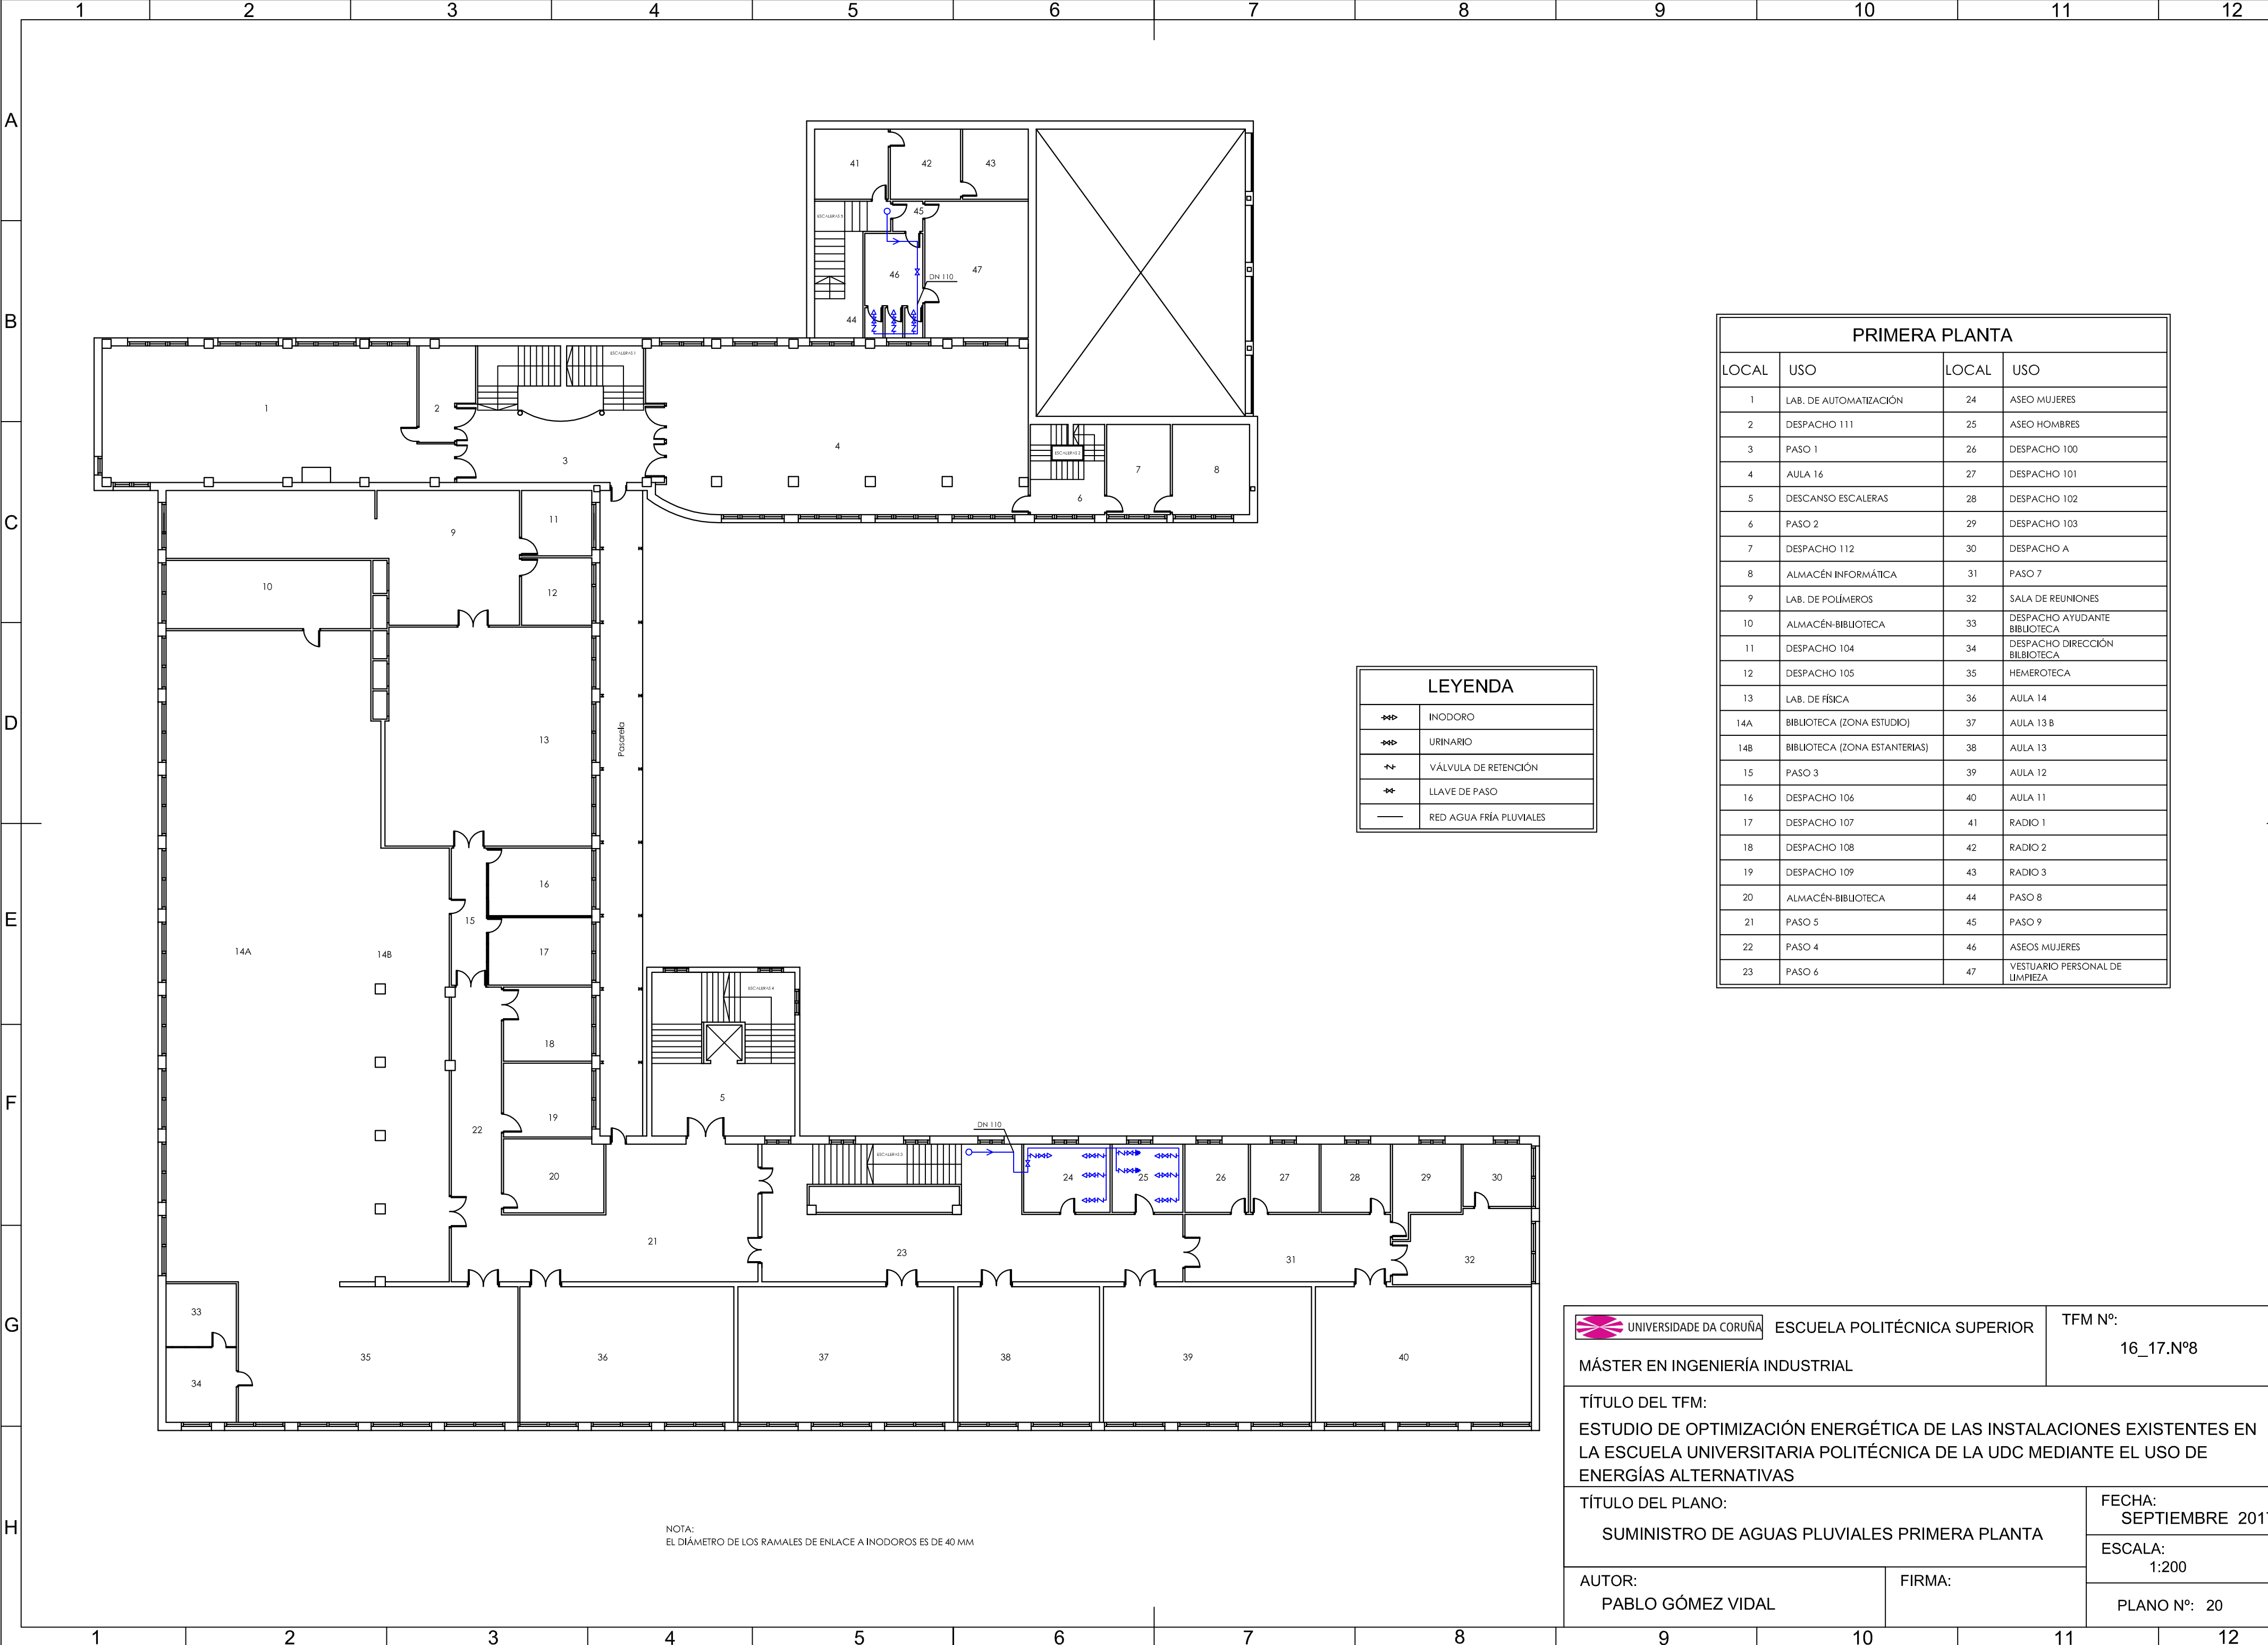 1 2 3 4 5 6 7 8 9 10 11 12
A
B
C
D
E
F
G
H
41 42 43
ESCALERAS 5
45
46
47
DN 110
44
ESCALERAS 1
1
2
3
4
ESCALERAS 2
6
7
8
9
10
11
12
13
Pasarela
14A
14B
15
16
17
18
19
20
21
22
ESCALERAS 4
5
DN 110
ESCALERAS 3
23
24
25
26
27
28
29
30
31
32
33
34
35
36
37
38
39
40
LEYENDA
INODORO
URINARIO
VÁLVULA DE RETENCIÓN
LLAVE DE PASO
RED AGUA FRÍA PLUVIALES
PRIMERA PLANTA
LOCAL USO LOCAL USO
1 LAB. DE AUTOMATIZACIÓN 24 ASEO MUJERES
2 DESPACHO 111 25 ASEO HOMBRES
3 PASO 1 26 DESPACHO 100
4 AULA 16 27 DESPACHO 101
5 DESCANSO ESCALERAS 28 DESPACHO 102
6 PASO 2 29 DESPACHO 103
7 DESPACHO 112 30 DESPACHO A
8 ALMACÉN INFORMÁTICA 31 PASO 7
9 LAB. DE POLÍMEROS 32 SALA DE REUNIONES
10 ALMACÉN-BIBLIOTECA 33 DESPACHO AYUDANTE
BIBLIOTECA
11 DESPACHO 104 34 DESPACHO DIRECCIÓN
BILBIOTECA
12 DESPACHO 105 35 HEMEROTECA
13 LAB. DE FÍSICA 36 AULA 14
14A BIBLIOTECA (ZONA ESTUDIO) 37 AULA 13 B
14B BIBLIOTECA (ZONA ESTANTERIAS) 38 AULA 13
15 PASO 3 39 AULA 12
16 DESPACHO 106 40 AULA 11
17 DESPACHO 107 41 RADIO 1
18 DESPACHO 108 42 RADIO 2
19 DESPACHO 109 43 RADIO 3
20 ALMACÉN-BIBLIOTECA 44 PASO 8
21 PASO 5 45 PASO 9
22 PASO 4 46 ASEOS MUJERES
23 PASO 6 47 VESTUARIO PERSONAL DE
LIMPIEZA
NOTA:
EL DIÁMETRO DE LOS RAMALES DE ENLACE A INODOROS ES DE 40 MM
UNIVERSIDADE DA CORUÑA ESCUELA POLITÉCNICA SUPERIOR
MÁSTER EN INGENIERÍA INDUSTRIAL
TFM Nº:
16_17.Nº8
TÍTULO DEL TFM:
ESTUDIO DE OPTIMIZACIÓN ENERGÉTICA DE LAS INSTALACIONES EXISTENTES EN
LA ESCUELA UNIVERSITARIA POLITÉCNICA DE LA UDC MEDIANTE EL USO DE
ENERGÍAS ALTERNATIVAS
TÍTULO DEL PLANO:
SUMINISTRO DE AGUAS PLUVIALES PRIMERA PLANTA
FECHA:
SEPTIEMBRE 2017
ESCALA:
1:200
AUTOR:
PABLO GÓMEZ VIDAL
FIRMA:
PLANO Nº: 20
1 2 3 4 5 6 7 8 9 10 11 12